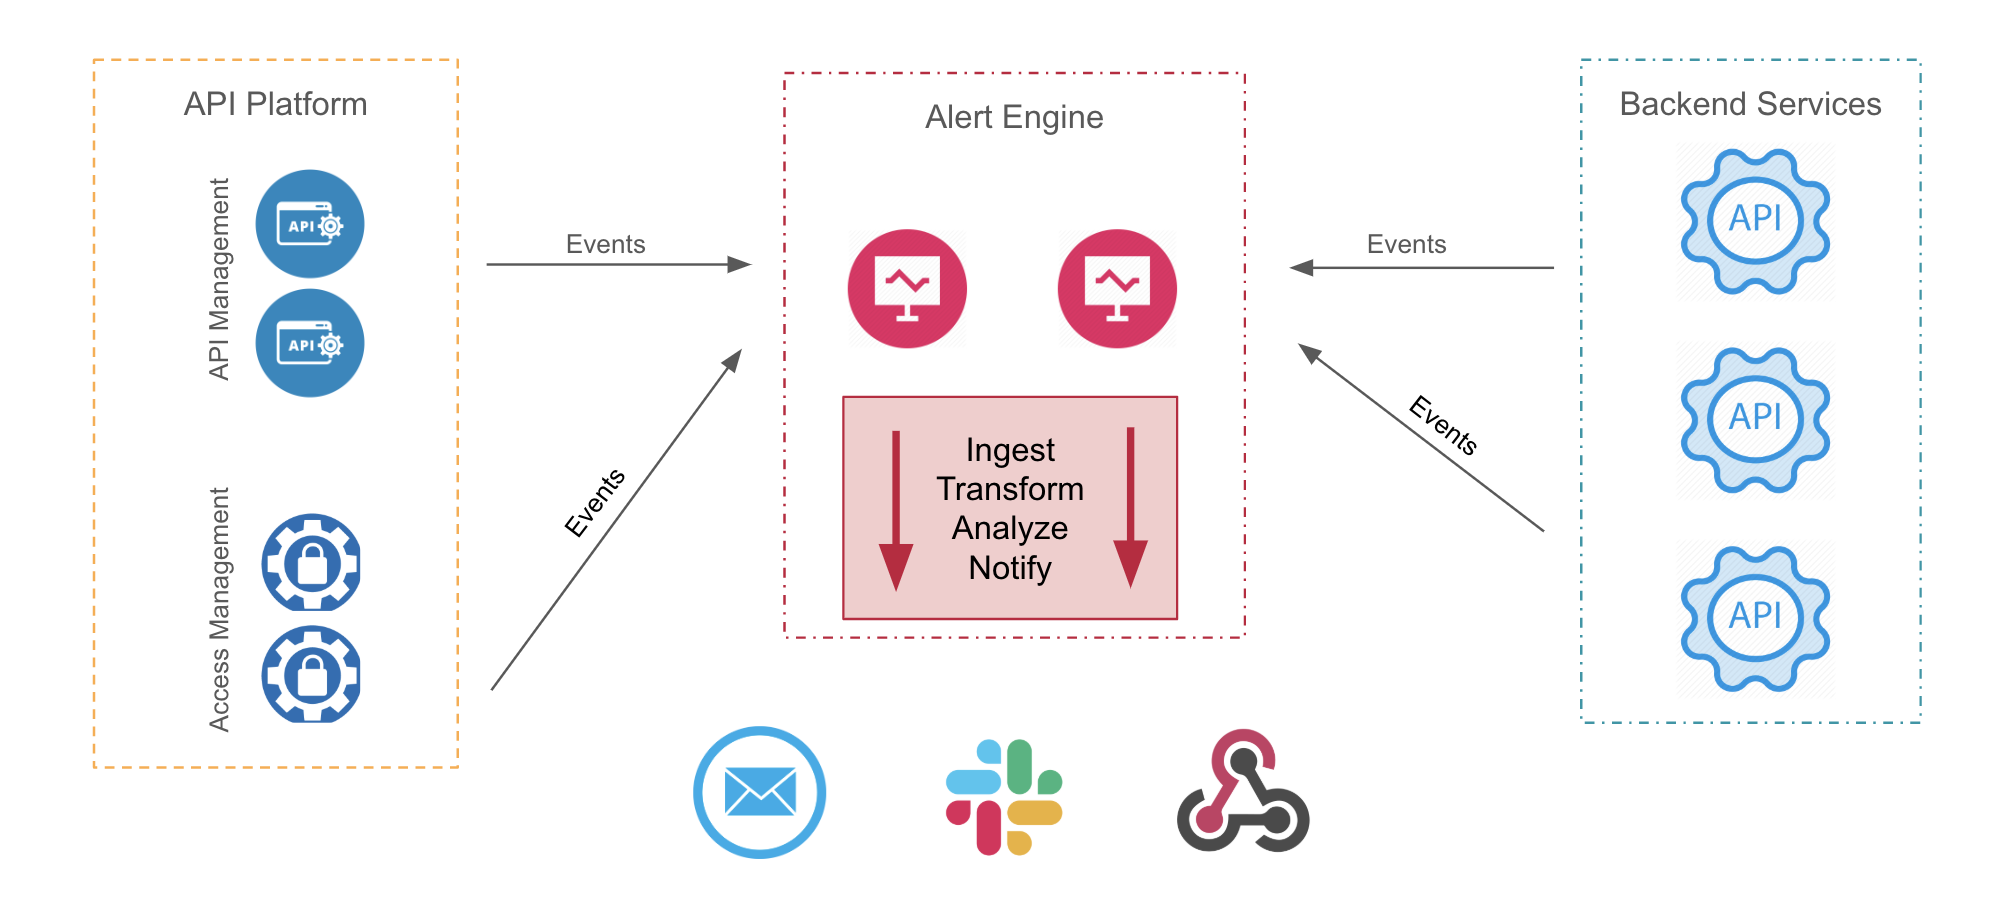 API Platform
API Management
API
API
Access Management
Events
Events
Alert Engine
Ingest
Transform
Analyze
Notify
Events
Events
Backend Services
API
API
API